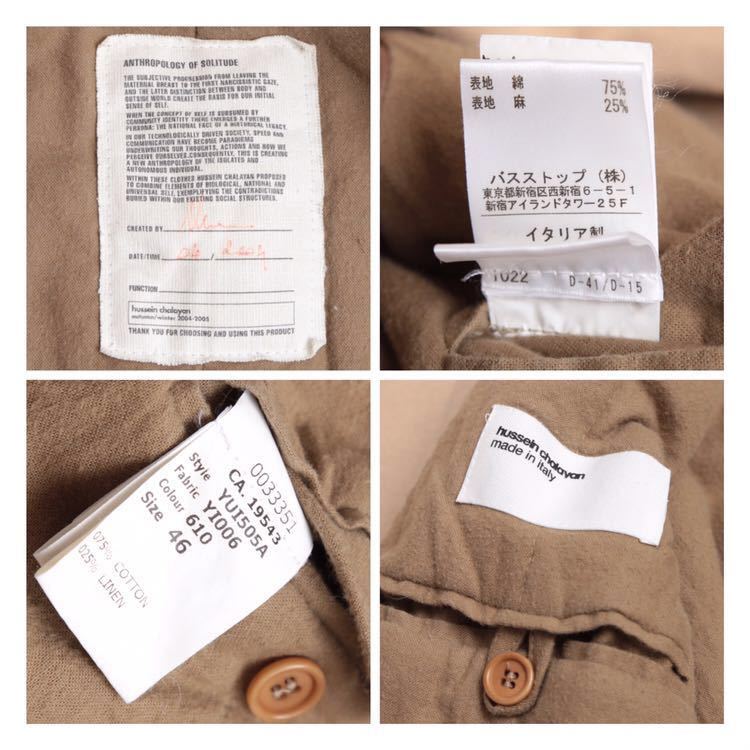 ANTHROPOLOGY OF SOLITUDE
THE SUBJECTIVE PROGRESSION FROM LEAVING THE
MATERNAL BREAST TO THE FIRST NARCISSISTIC GAZE,
AND THE LATER DISTINCTION BETWEEN BODY AND
OUTSIDE WORLD CREATE THE BASIS FOR OUR INITIAL
SENSE OF SELF.
WHEN THE CONCEPT OF SELF IS SUBSUMED BY
COMMUNITY IDENTITY THERE EMERGES A FURTHER
PERSONA: THE NATIONAL FACE OF A HISTORICAL LEGACY.
IN OUR TECHNOLOGICALLY DRIVEN SOCIETY, SPEED AND
COMMUNICATION HAVE BECOME PARADIGMS
UNDERWRITING OUR THOUGHTS, ACTIONS AND HOW WE
PERCEIVE OURSELVES.CONSEQUENTLY, THIS IS CREATING
A NEW ANTHROPOLOGY OF THE ISOLATED AND
AUTONOMOUS INDIVIDUAL.
WITHIN THESE CLOTHES HUSSEIN CHALAYAN PROPOSED
TO COMBINE ELEMENTS OF BIOLOGICAL, NATIONAL AND
UNIVERSAL SELF, EXEMPLIFYING THE CONTRADICTIONS
BURIED WITHIN OUR EXISTING SOCIAL STRUCTURES.
CREATED BY
DATE/TIME
FUNCTION
hussein chalayan
autumn/winter 2004-2005
THANK YOU FOR CHOOSING AND USING THIS PRODUCT
表地 綿 75%
表地 麻 25%
バスストップ（株）
東京都新宿区西新宿6-5-1
新宿アイランドタワー25F
イタリア製
1022 D-41/D-15
0033351
CA. 19543
Style YUI505A
Fabric YI006
Colour 610
Size 46
075% COTTON
025% LINEN
hussein chalayan
made in italy